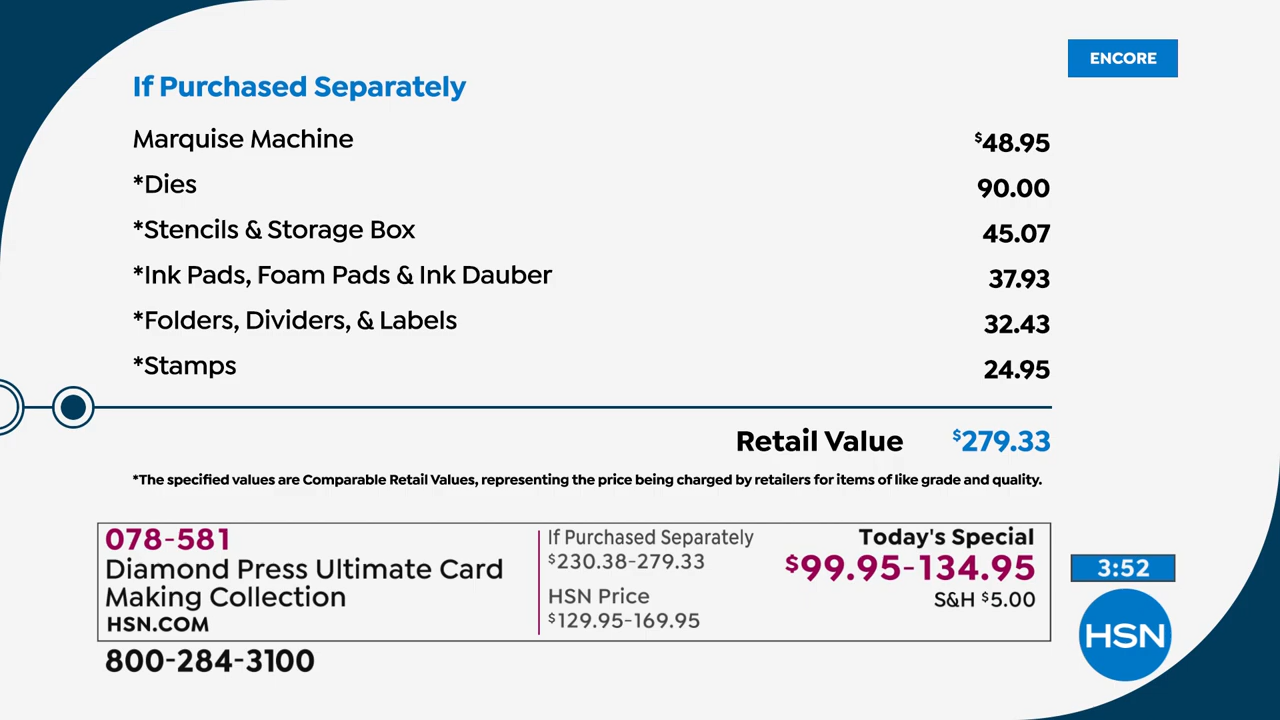 ENCORE
If Purchased Separately
Marquise Machine $48.95
*Dies 90.00
*Stencils & Storage Box 45.07
*Ink Pads, Foam Pads & Ink Dauber 37.93
*Folders, Dividers, & Labels 32.43
*Stamps 24.95
Retail Value $279.33
*The specified values are Comparable Retail Values, representing the price being charged by retailers for items of like grade and quality.
078-581
Diamond Press Ultimate Card
Making Collection
HSN.COM
If Purchased Separately
$230.38-279.33
HSN Price
$129.95-169.95
Today's Special
$99.95-134.95
S&H $5.00
3:52
HSN
800-284-3100